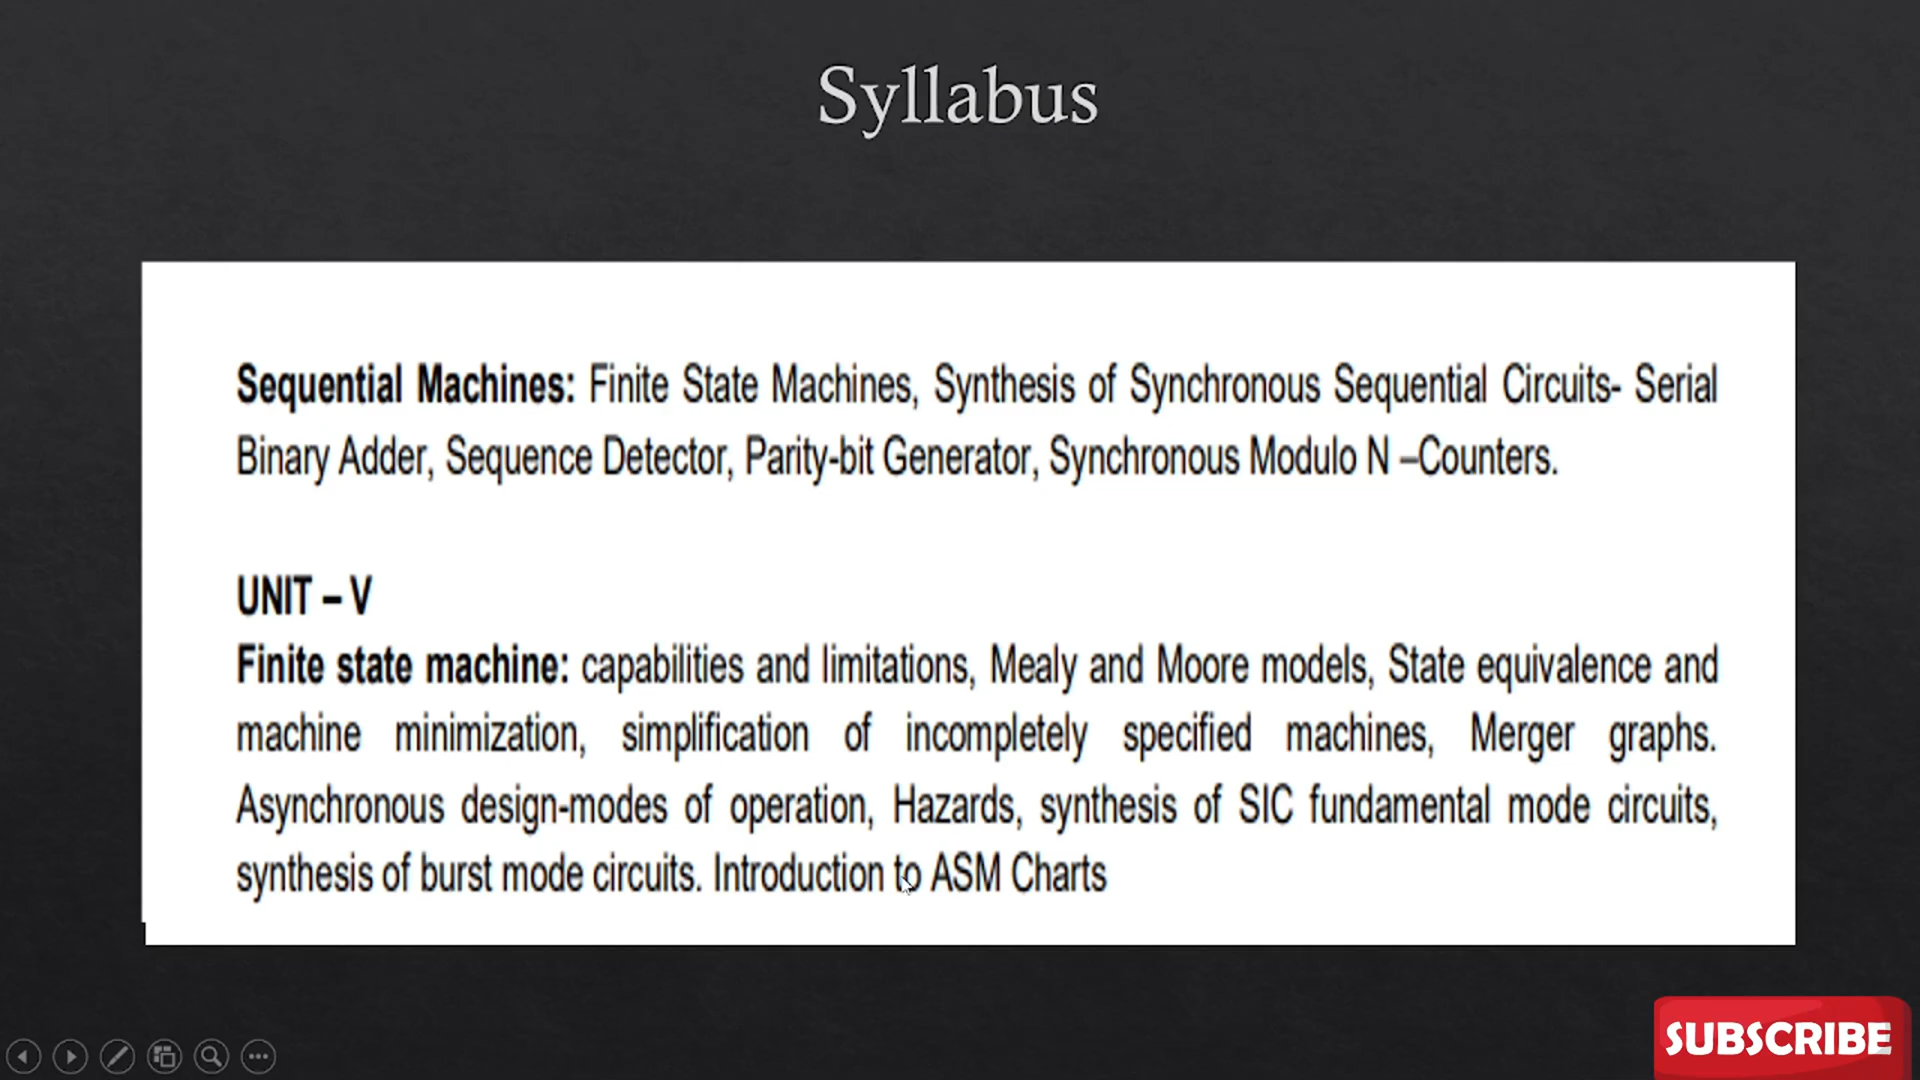 Syllabus
Sequential Machines: Finite State Machines, Synthesis of Synchronous Sequential Circuits- Serial
Binary Adder, Sequence Detector, Parity-bit Generator, Synchronous Modulo N –Counters.
UNIT – V
Finite state machine: capabilities and limitations, Mealy and Moore models, State equivalence and
machine minimization, simplification of incompletely specified machines, Merger graphs.
Asynchronous design-modes of operation, Hazards, synthesis of SIC fundamental mode circuits,
synthesis of burst mode circuits. Introduction to ASM Charts
SUBSCRIBE